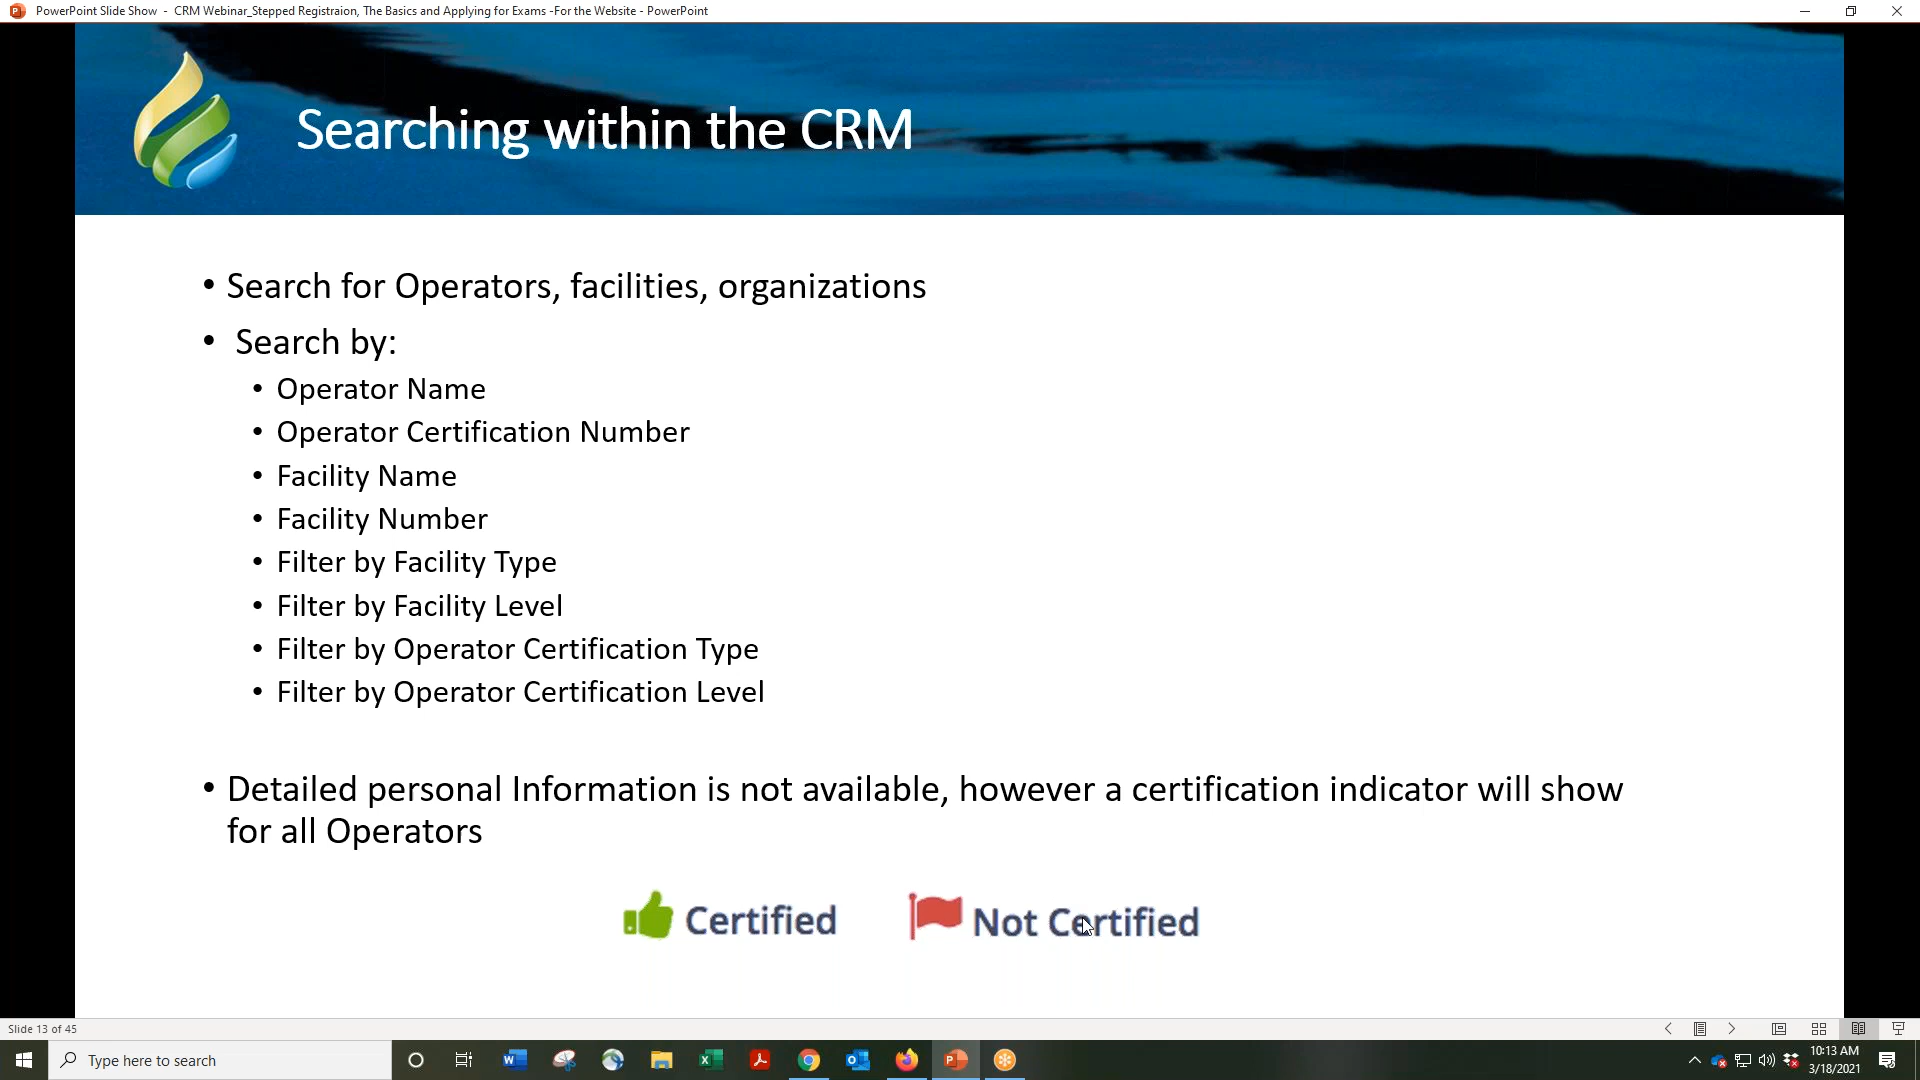 PowerPoint Slide Show - CRM Webinar_Stepped Registraion, The Basics and Applying for Exams -For the Website - PowerPoint
Searching within the CRM
• Search for Operators, facilities, organizations
• Search by:
• Operator Name
• Operator Certification Number
• Facility Name
• Facility Number
• Filter by Facility Type
• Filter by Facility Level
• Filter by Operator Certification Type
• Filter by Operator Certification Level
• Detailed personal Information is not available, however a certification indicator will show
for all Operators
Certified Not Certified
Slide 13 of 45
Type here to search
10:13 AM
3/18/2021